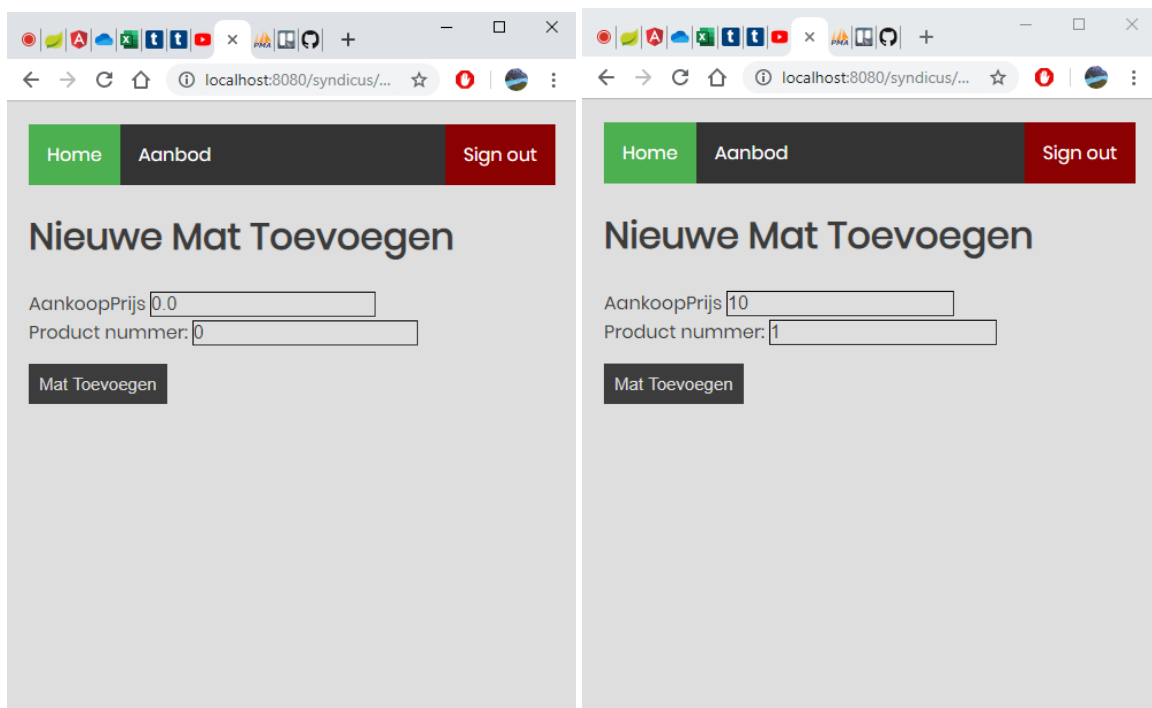 localhost:8080/syndicus/...
Home Aanbod Sign out
Nieuwe Mat Toevoegen
AankoopPrijs 0.0
Product nummer: 0
Mat Toevoegen
localhost:8080/syndicus/...
Home Aanbod Sign out
Nieuwe Mat Toevoegen
AankoopPrijs 10
Product nummer: 1
Mat Toevoegen